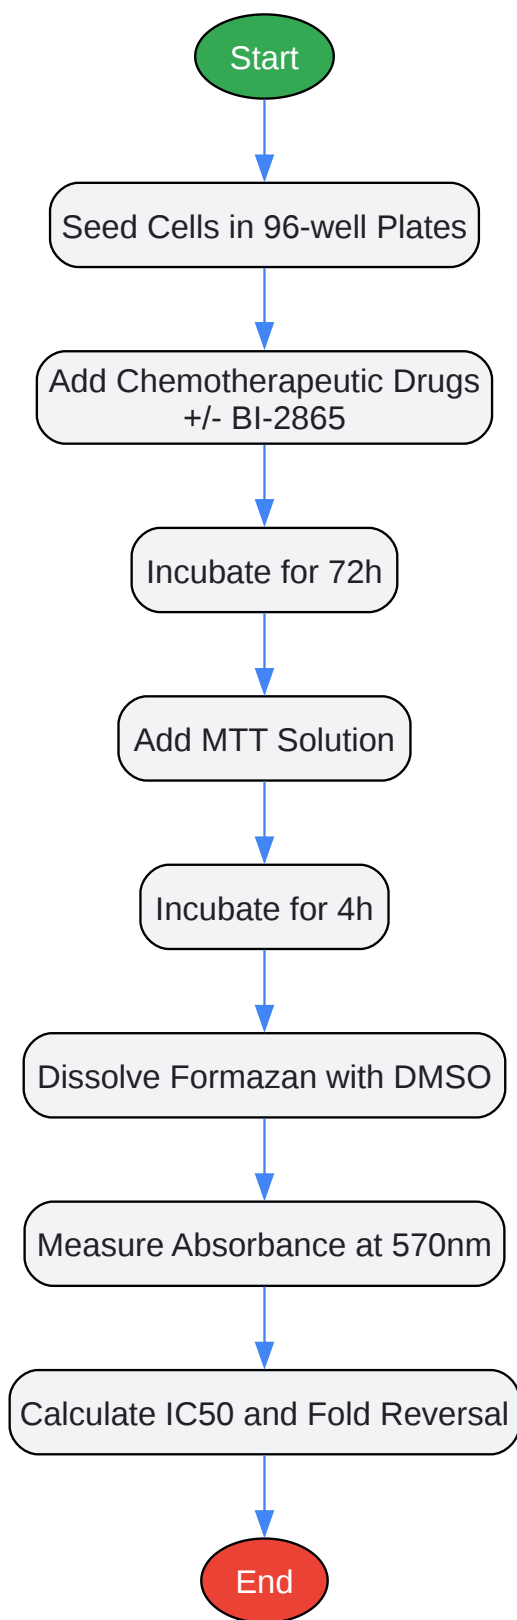 Start
Seed Cells in 96-well Plates
Add Chemotherapeutic Drugs
+/- BI-2865
Incubate for 72h
Add MTT Solution
Incubate for 4h
Dissolve Formazan with DMSO
Measure Absorbance at 570nm
Calculate IC50 and Fold Reversal
End